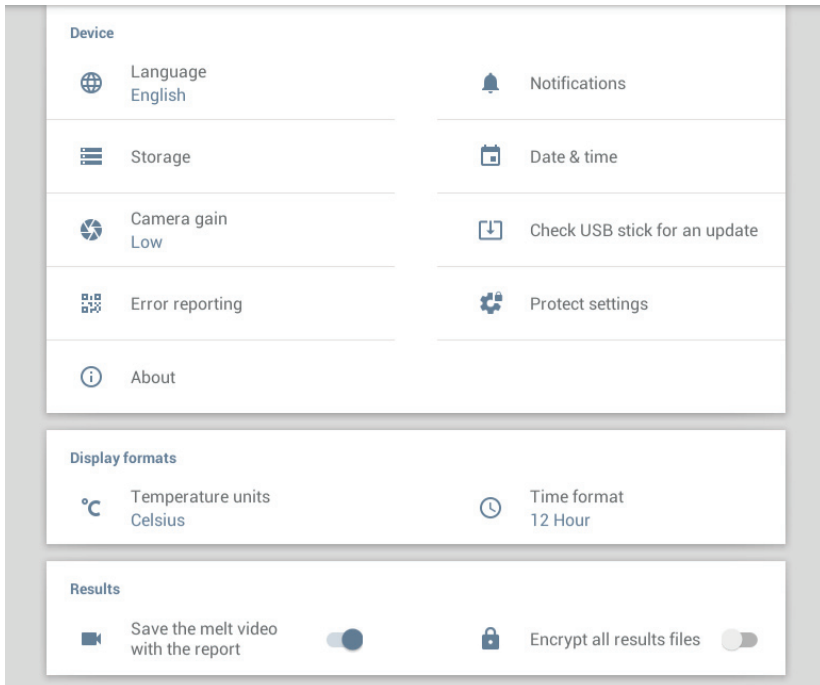 Device
Language
English
Notifications
Storage
Date & time
Camera gain
Low
Check USB stick for an update
Error reporting
Protect settings
About
Display formats
Temperature units
Celsius
Time format
12 Hour
Results
Save the melt video
with the report
Encrypt all results files